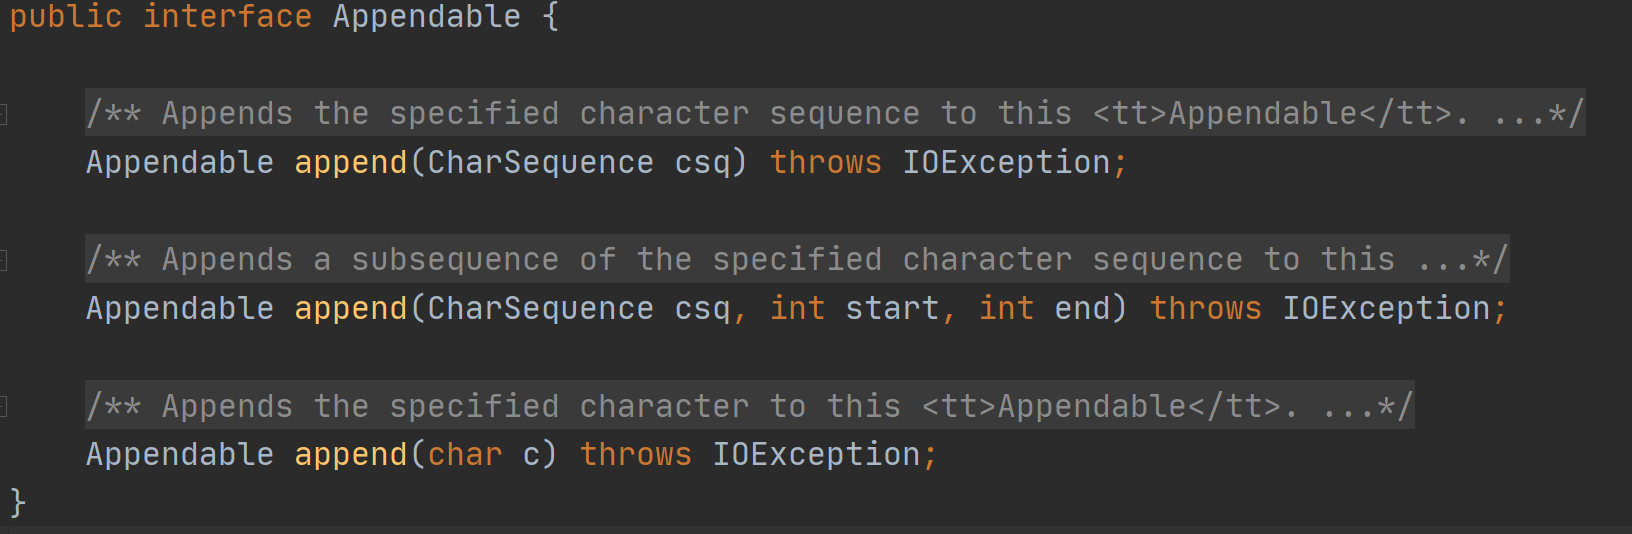 public interface Appendable {
/** Appends the specified character sequence to this <tt>Appendable</tt>. ...*/
Appendable append(CharSequence csq) throws IOException;
/** Appends a subsequence of the specified character sequence to this ...*/
Appendable append(CharSequence csq, int start, int end) throws IOException;
/** Appends the specified character to this <tt>Appendable</tt>. ...*/
Appendable append(char c) throws IOException;
}